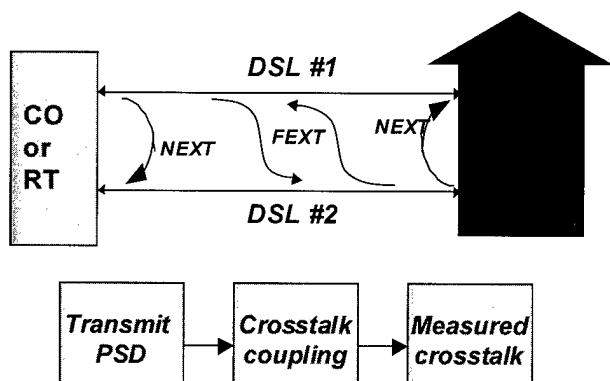 DSL #1
CO
or
RT
NEXT
FEXT
NEXT
DSL #2
Transmit
PSD
Crosstalk
coupling
Measured
crosstalk